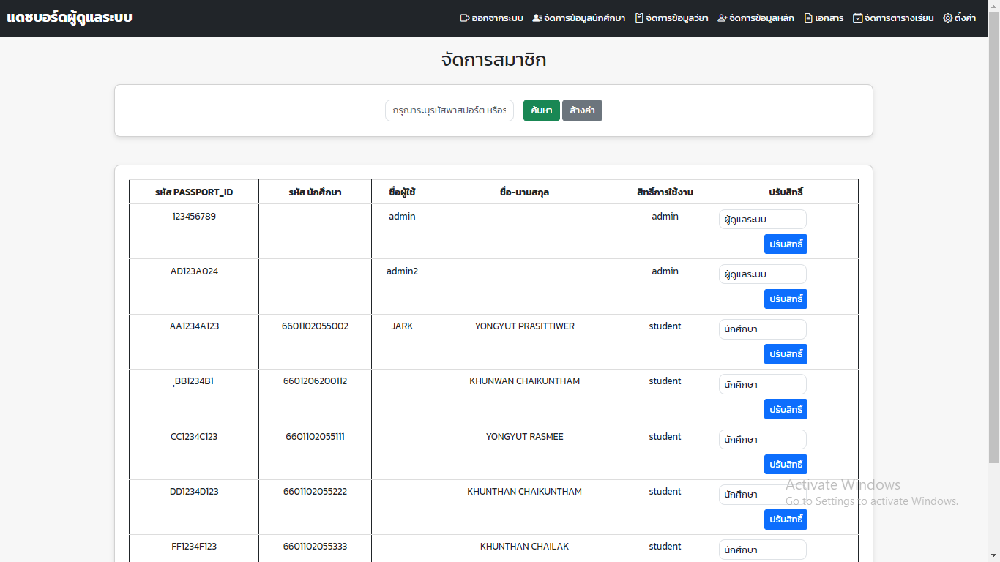 แดชบอร์ดผู้ดูแลระบบ ออกจากระบบ จัดการข้อมูลนักศึกษา จัดการข้อมูลวิชา จัดการข้อมูลหลัก เอกสาร จัดการตารางเรียน ตั้งค่า
จัดการสมาชิก
กรุณาระบุรหัสพาสปอร์ต หรือร ค้นหา ล้างค่า
รหัส PASSPORT_ID รหัส นักศึกษา ชื่อผู้ใช้ ชื่อ-นามสกุล สิทธิ์การใช้งาน ปรับสิทธิ์
123456789 admin admin ผู้ดูแลระบบ
ปรับสิทธิ์
AD123A024 admin2 admin ผู้ดูแลระบบ
ปรับสิทธิ์
AA1234A123 6601102055002 JARK YONGYUT PRASITTIWER student นักศึกษา
ปรับสิทธิ์
ุBB1234B1 6601206200112 KHUNWAN CHAIKUNTHAM student นักศึกษา
ปรับสิทธิ์
CC1234C123 6601102055111 YONGYUT RASMEE student นักศึกษา
ปรับสิทธิ์
DD1234D123 6601102055222 KHUNTHAN CHAIKUNTHAM student นักศึกษา
ปรับสิทธิ์
FF1234F123 6601102055333 KHUNTHAN CHAILAK student นักศึกษา
Activate Windows
Go to Settings to activate Windows.